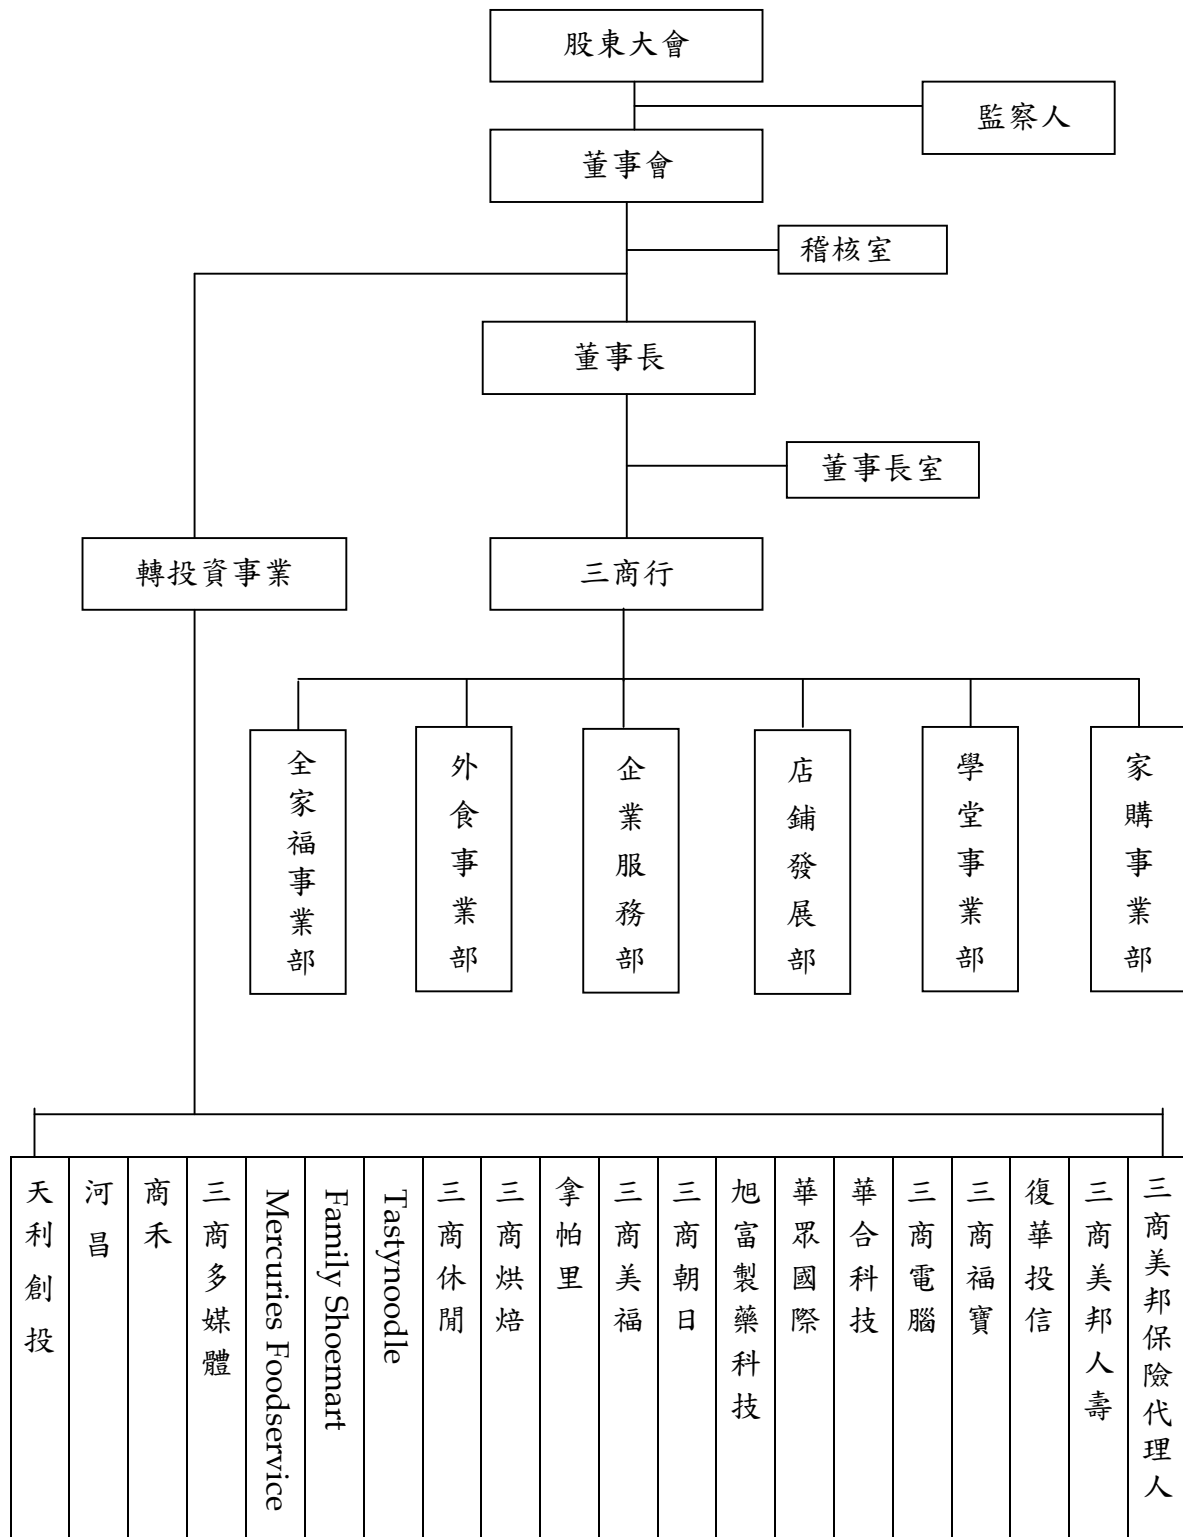 股東大會
監察人
董事會
稽核室
董事長
董事長室
轉投資事業
三商行
全家福事業部
外食事業部
企業服務部
店鋪發展部
學堂事業部
家購事業部
天利創投
河昌
商禾
三商多媒體
Mercuries Foodservice
Family Shoemart
Tastynoodle
三商休閒
三商烘焙
拿帕里
三商美福
三商朝日
旭富製藥科技
華眾國際
華合科技
三商電腦
三商福寶
復華投信
三商美邦人壽
三商美邦保險代理人